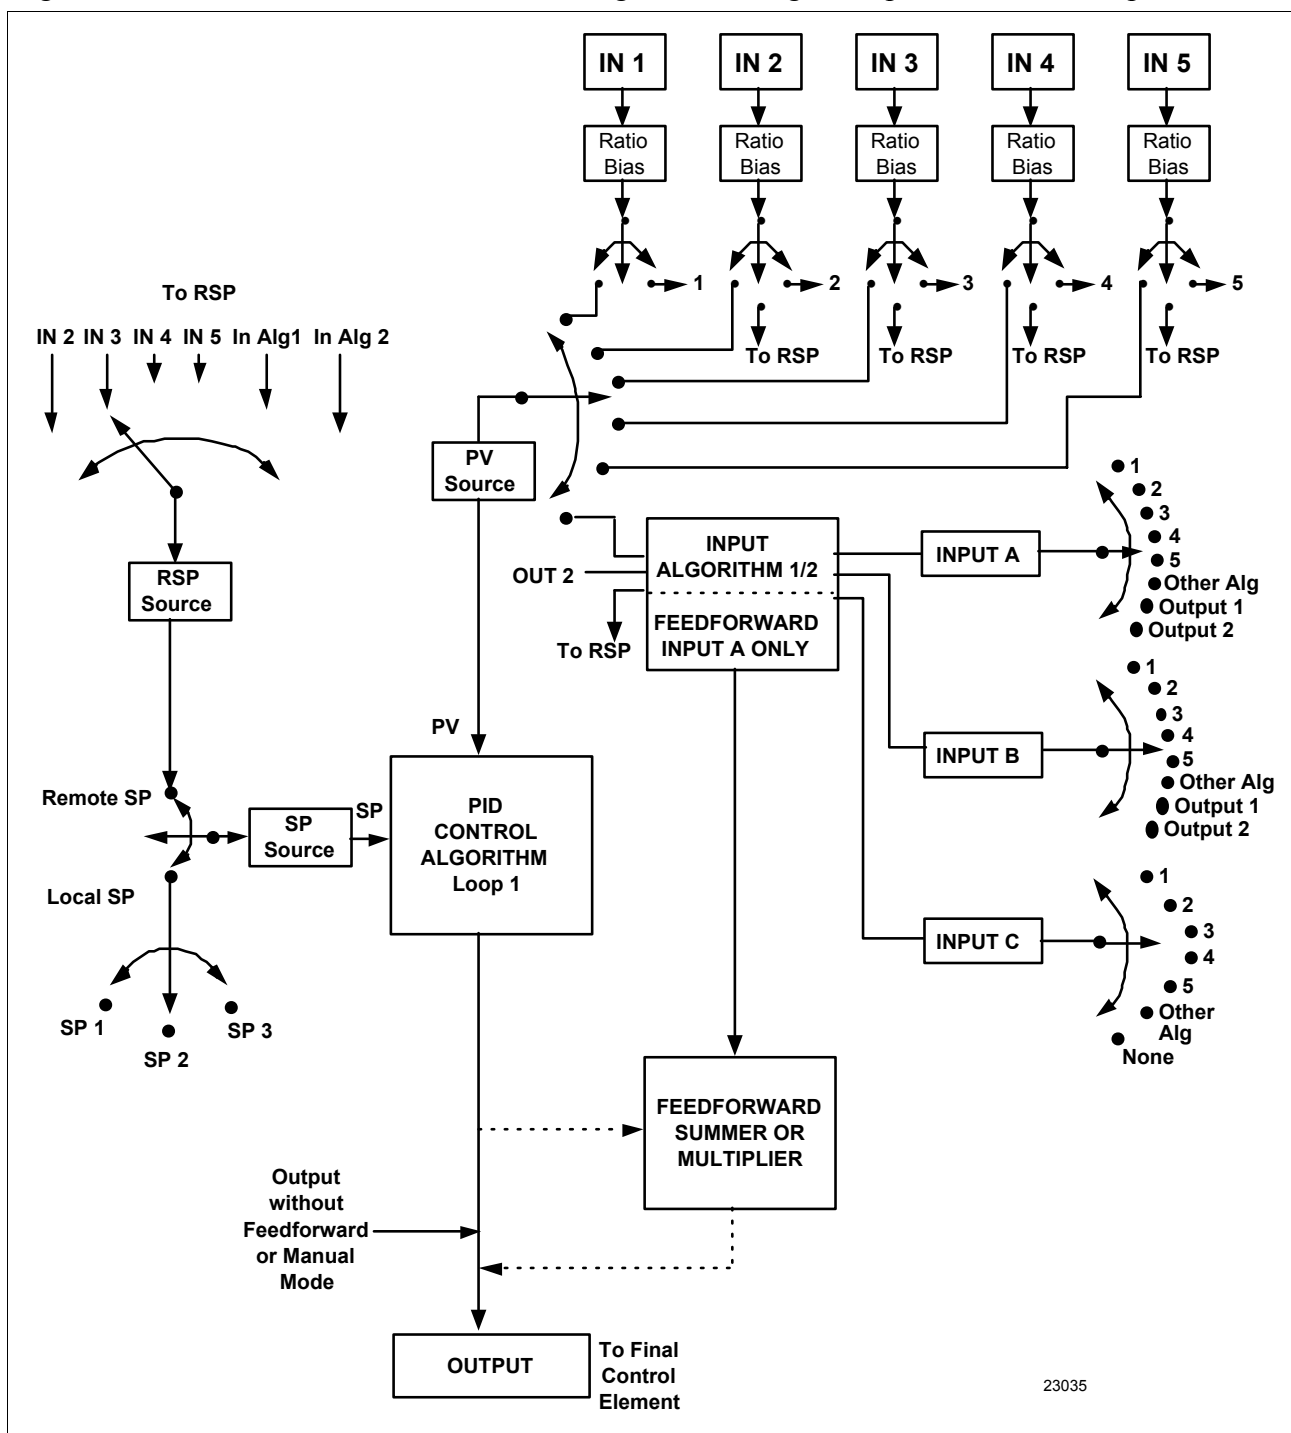 IN 1 IN 2 IN 3 IN 4 IN 5
Ratio Bias Ratio Bias Ratio Bias Ratio Bias Ratio Bias
1 2 3 4 5
To RSP To RSP To RSP To RSP
To RSP
IN 2 IN 3 IN 4 IN 5 In Alg1 In Alg 2
PV
Source
RSP
Source
OUT 2
To RSP
INPUT
ALGORITHM 1/2
FEEDFORWARD
INPUT A ONLY
INPUT A
1
2
3
4
5
Other Alg
Output 1
Output 2
INPUT B
1
2
3
4
5
Other Alg
Output 1
Output 2
INPUT C
1
2
3
4
5
Other
Alg
None
PV
Remote SP
SP
Source
SP
PID
CONTROL
ALGORITHM
Loop 1
Local SP
SP 1
SP 2
SP 3
FEEDFORWARD
SUMMER OR
MULTIPLIER
Output
without
Feedforward
or Manual
Mode
OUTPUT
To Final
Control
Element
23035